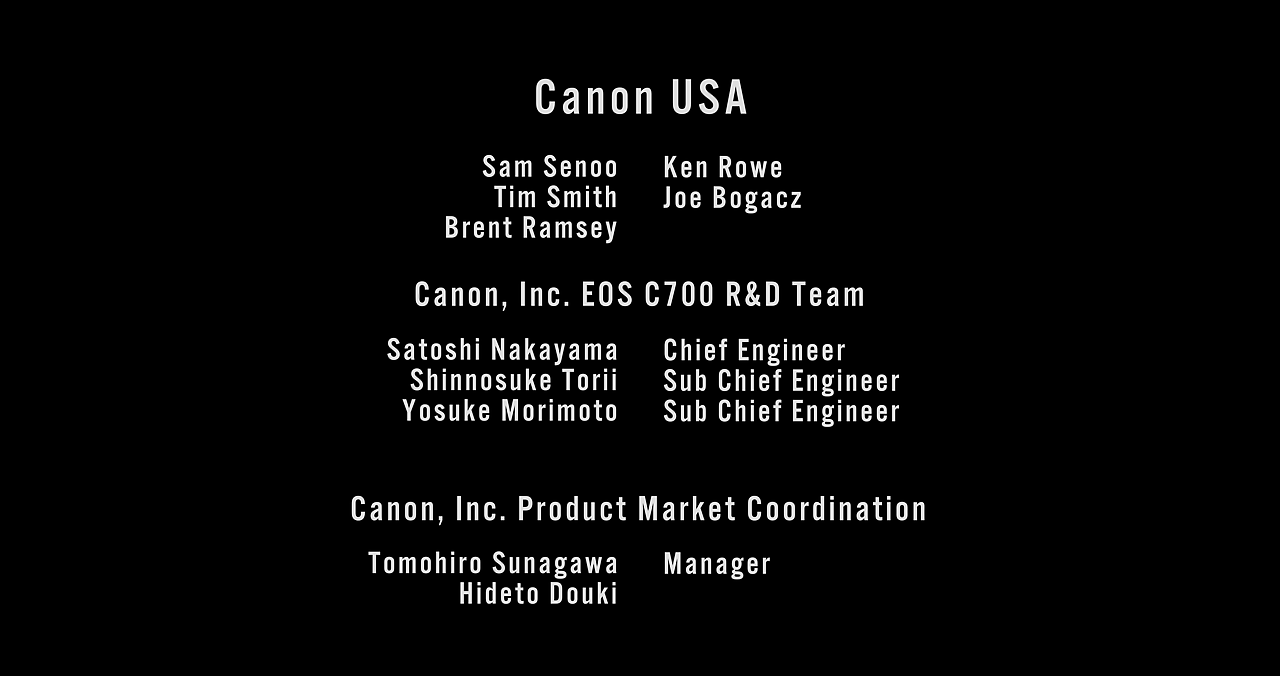 Canon USA
Sam Senoo Ken Rowe
Tim Smith Joe Bogacz
Brent Ramsey
Canon, Inc. EOS C700 R&D Team
Satoshi Nakayama Chief Engineer
Shinnosuke Torii Sub Chief Engineer
Yosuke Morimoto Sub Chief Engineer
Canon, Inc. Product Market Coordination
Tomohiro Sunagawa Manager
Hideto Douki